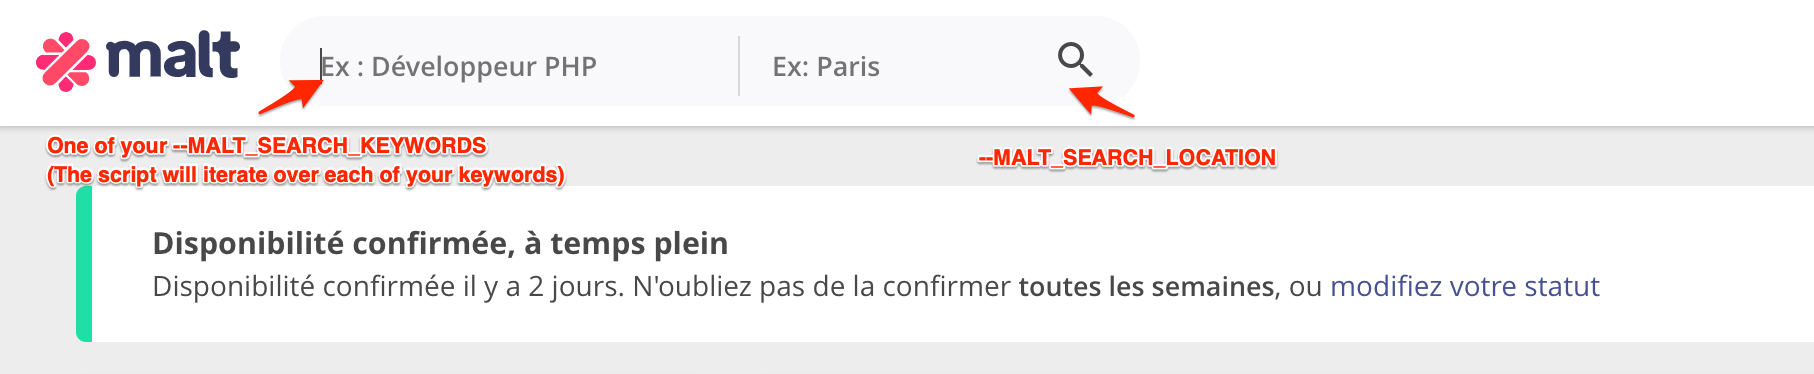 malt
Ex : Développeur PHP
Ex: Paris
One of your --MALT_SEARCH_KEYWORDS
(The script will iterate over each of your keywords)
--MALT_SEARCH_LOCATION
Disponibilité confirmée, à temps plein
Disponibilité confirmée il y a 2 jours. N'oubliez pas de la confirmer toutes les semaines, ou modifiez votre statut